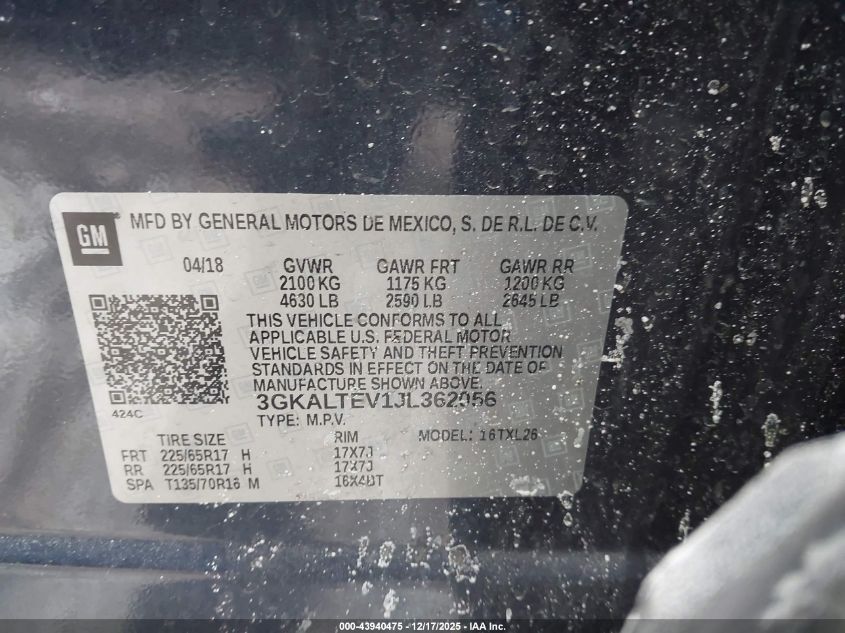 GM
MFD BY GENERAL MOTORS DE MEXICO, S. DE R.L. DE C.V.
04/18 GVWR GAWR FRT GAWR RR
2100 KG 1175 KG 1200 KG
4630 LB 2590 LB 2645 LB
THIS VEHICLE CONFORMS TO ALL
APPLICABLE U.S. FEDERAL MOTOR
VEHICLE SAFETY AND THEFT PREVENTION
STANDARDS IN EFFECT ON THE DATE OF
MANUFACTURE SHOWN ABOVE.
3GKALTEV1JL362056
424C
TYPE: M.P.V.
TIRE SIZE RIM MODEL: 16TXL26
FRT 225/65R17 H 17X7J
RR 225/65R17 H 17X7J
SPA T135/70R16 M 16X4BT
000-43940475 — 12/17/2025 - IAA Inc.